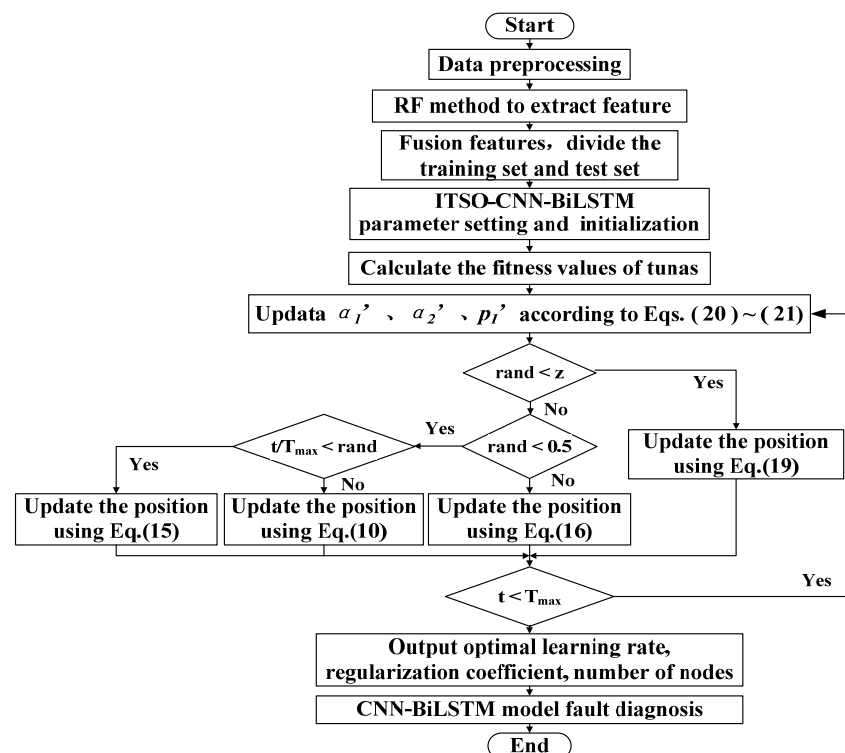 Start
Data preprocessing
RF method to extract feature
Fusion features，divide the
training set and test set
ITSO-CNN-BiLSTM
parameter setting and initialization
Calculate the fitness values of tunas
Updata α1’ 、 α2’ 、p1’ according to Eqs. ( 20 ) ~ ( 21 )
rand < z
Yes
No
rand < 0.5
Yes
t/Tmax < rand
Yes
No
No
Update the position
using Eq.(19)
Update the position
using Eq.(15)
Update the position
using Eq.(10)
Update the position
using Eq.(16)
t < Tmax
Yes
Output optimal learning rate,
regularization coefficient, number of nodes
CNN-BiLSTM model fault diagnosis
End